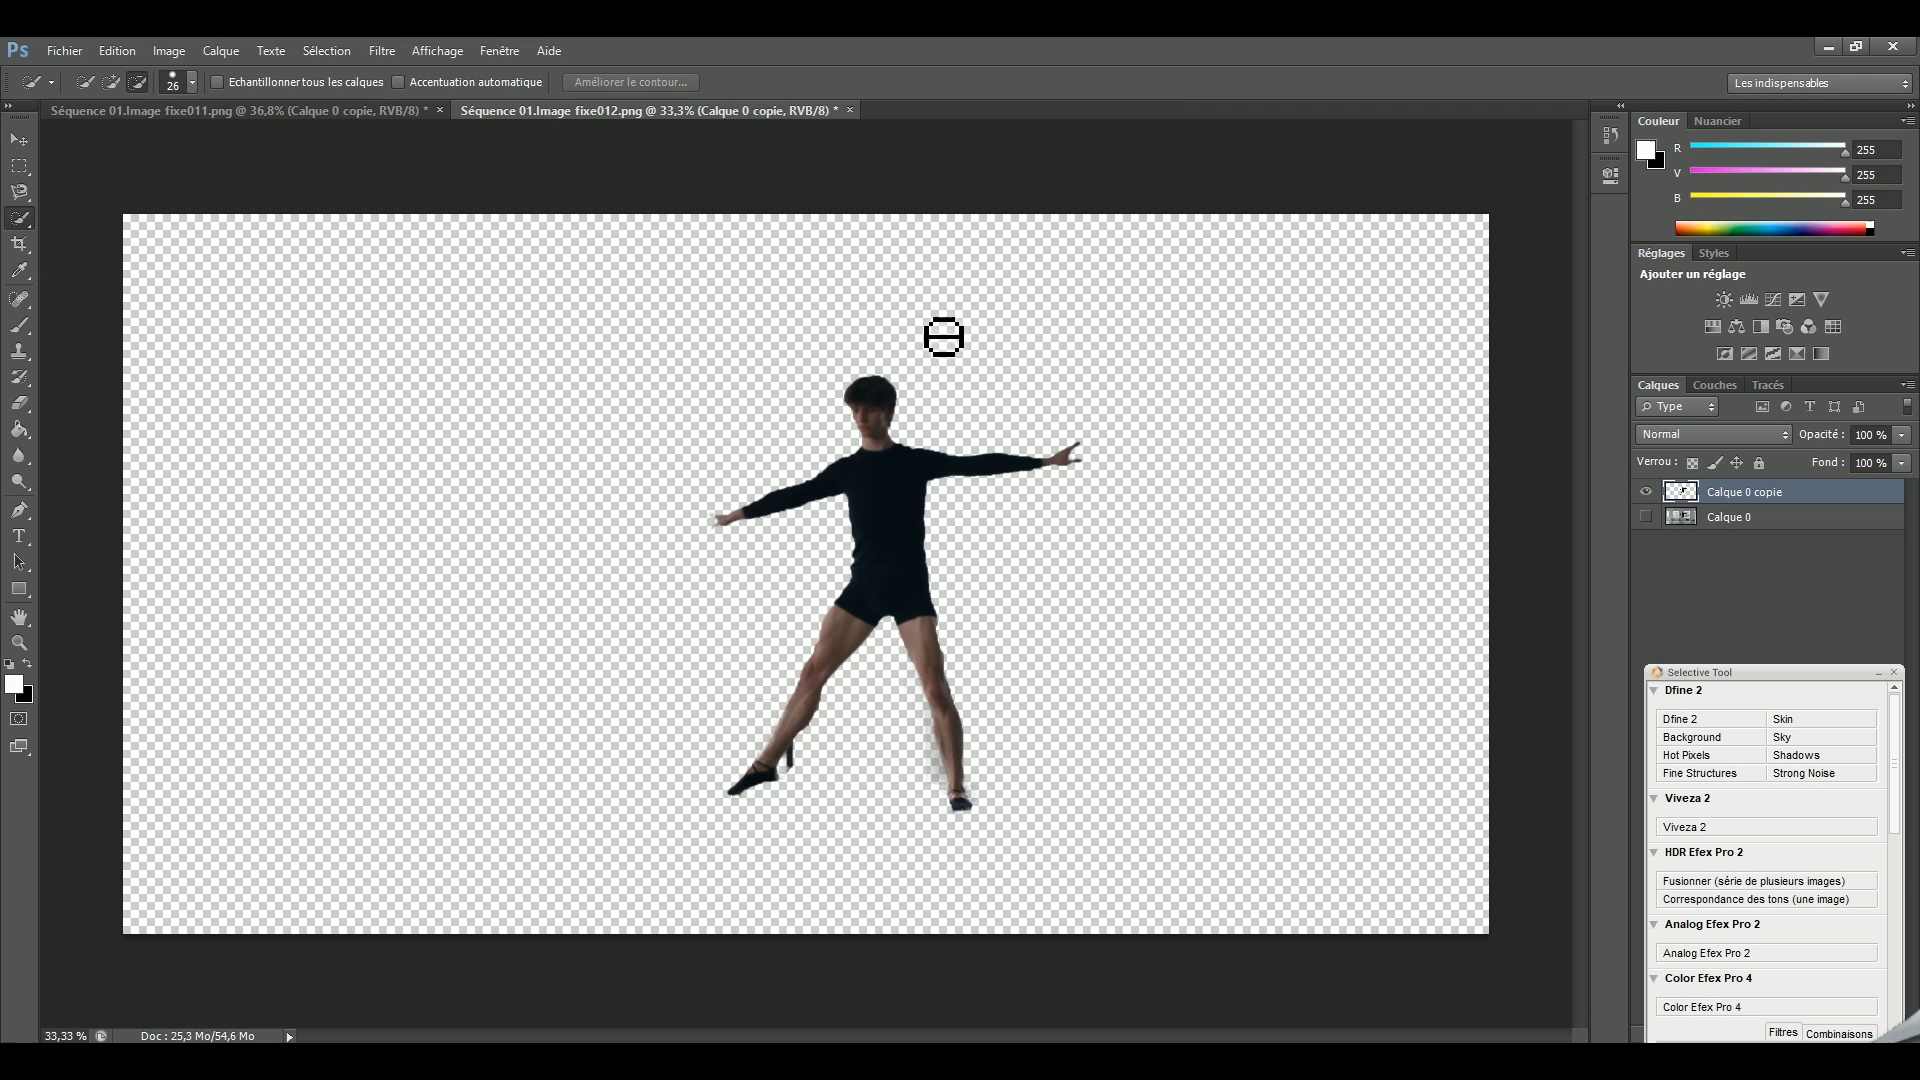 Ps Fichier Edition Image Calque Texte Sélection Filtre Affichage Fenêtre Aide
26 Echantillonner tous les calques Accentuation automatique Améliorer le contour... Les indispensables
Séquence 01.Image fixe011.png @ 36,8% (Calque 0 copie, RVB/8) * × Séquence 01.Image fixe012.png @ 33,3% (Calque 0 copie, RVB/8) * ×
Couleur Nuancier
R 255
V 255
B 255
Réglages Styles
Ajouter un réglage
Calques Couches Tracés
Type
Normal Opacité : 100 %
Verrou : Fond : 100 %
Calque 0 copie
Calque 0
Selective Tool
Dfine 2
Dfine 2 Skin
Background Sky
Hot Pixels Shadows
Fine Structures Strong Noise
Viveza 2
Viveza 2
HDR Efex Pro 2
Fusionner (série de plusieurs images)
Correspondance des tons (une image)
Analog Efex Pro 2
Analog Efex Pro 2
Color Efex Pro 4
Color Efex Pro 4
Filtres Combinaisons
33,33 % Doc : 25,3 Mo/54,6 Mo